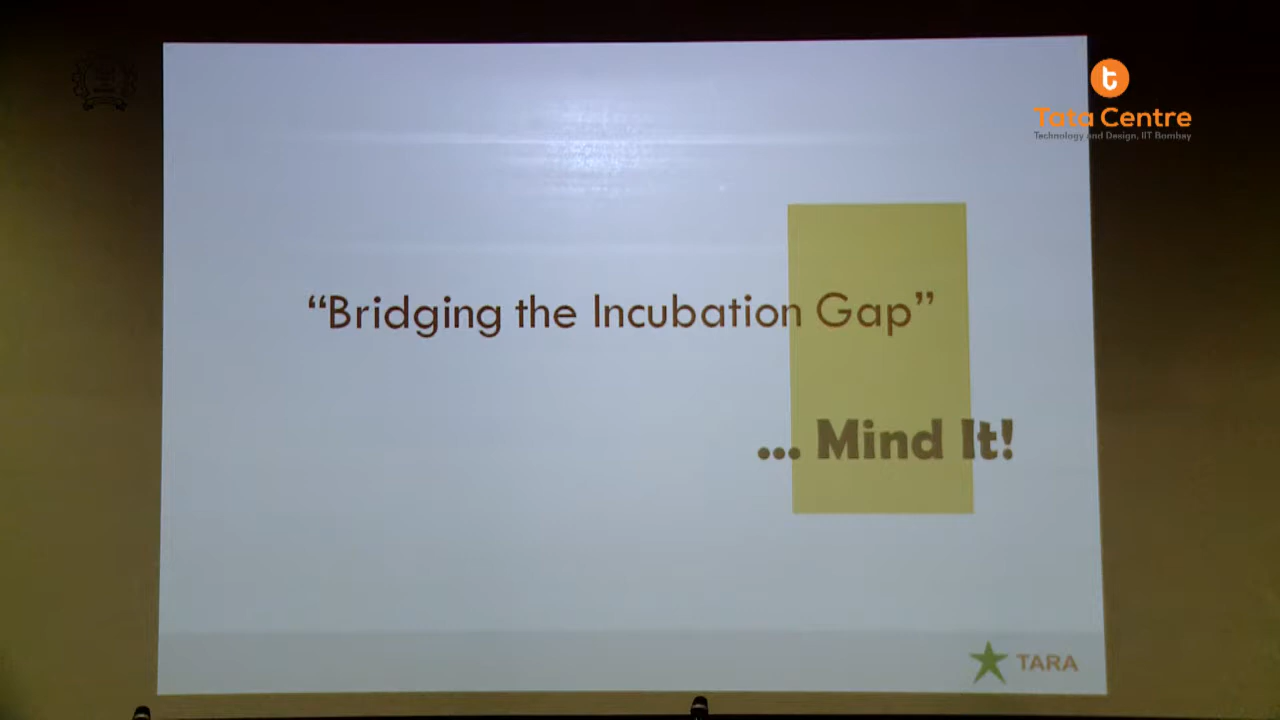 Tata Centre
Technology and Design, IIT Bombay
“Bridging the Incubation Gap”
... Mind It!
TARA